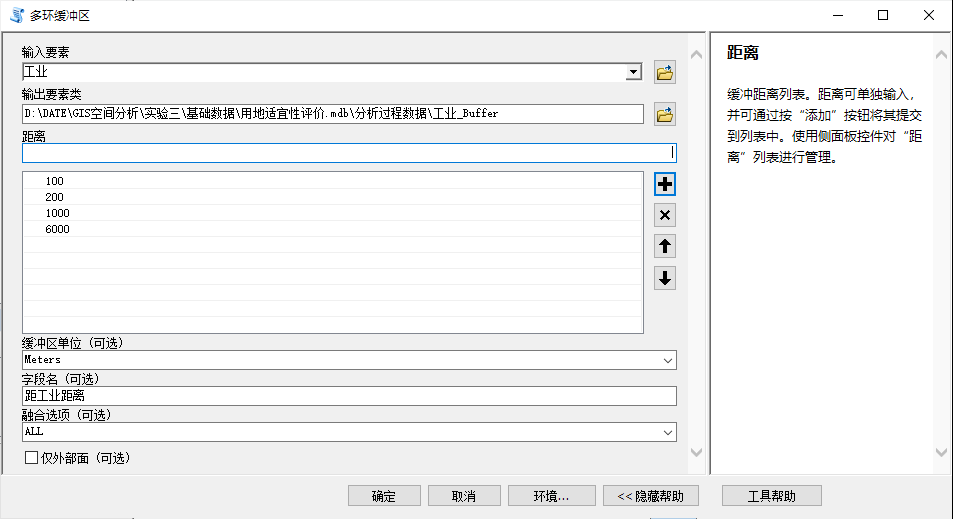 多环缓冲区
输入要素
工业
输出要素类
D:\DATE\GIS空间分析\实验三\基础数据\用地适宜性评价.mdb\分析过程数据\工业_Buffer
距离
100
200
1000
6000
缓冲区单位（可选）
Meters
字段名（可选）
距工业距离
融合选项（可选）
ALL
仅外部面（可选）
确定
取消
环境...
<< 隐藏帮助
工具帮助
距离
缓冲距离列表。距离可单独输入，
并可通过按“添加”按钮将其提交
到列表中。使用侧面板控件对“距
离”列表进行管理。